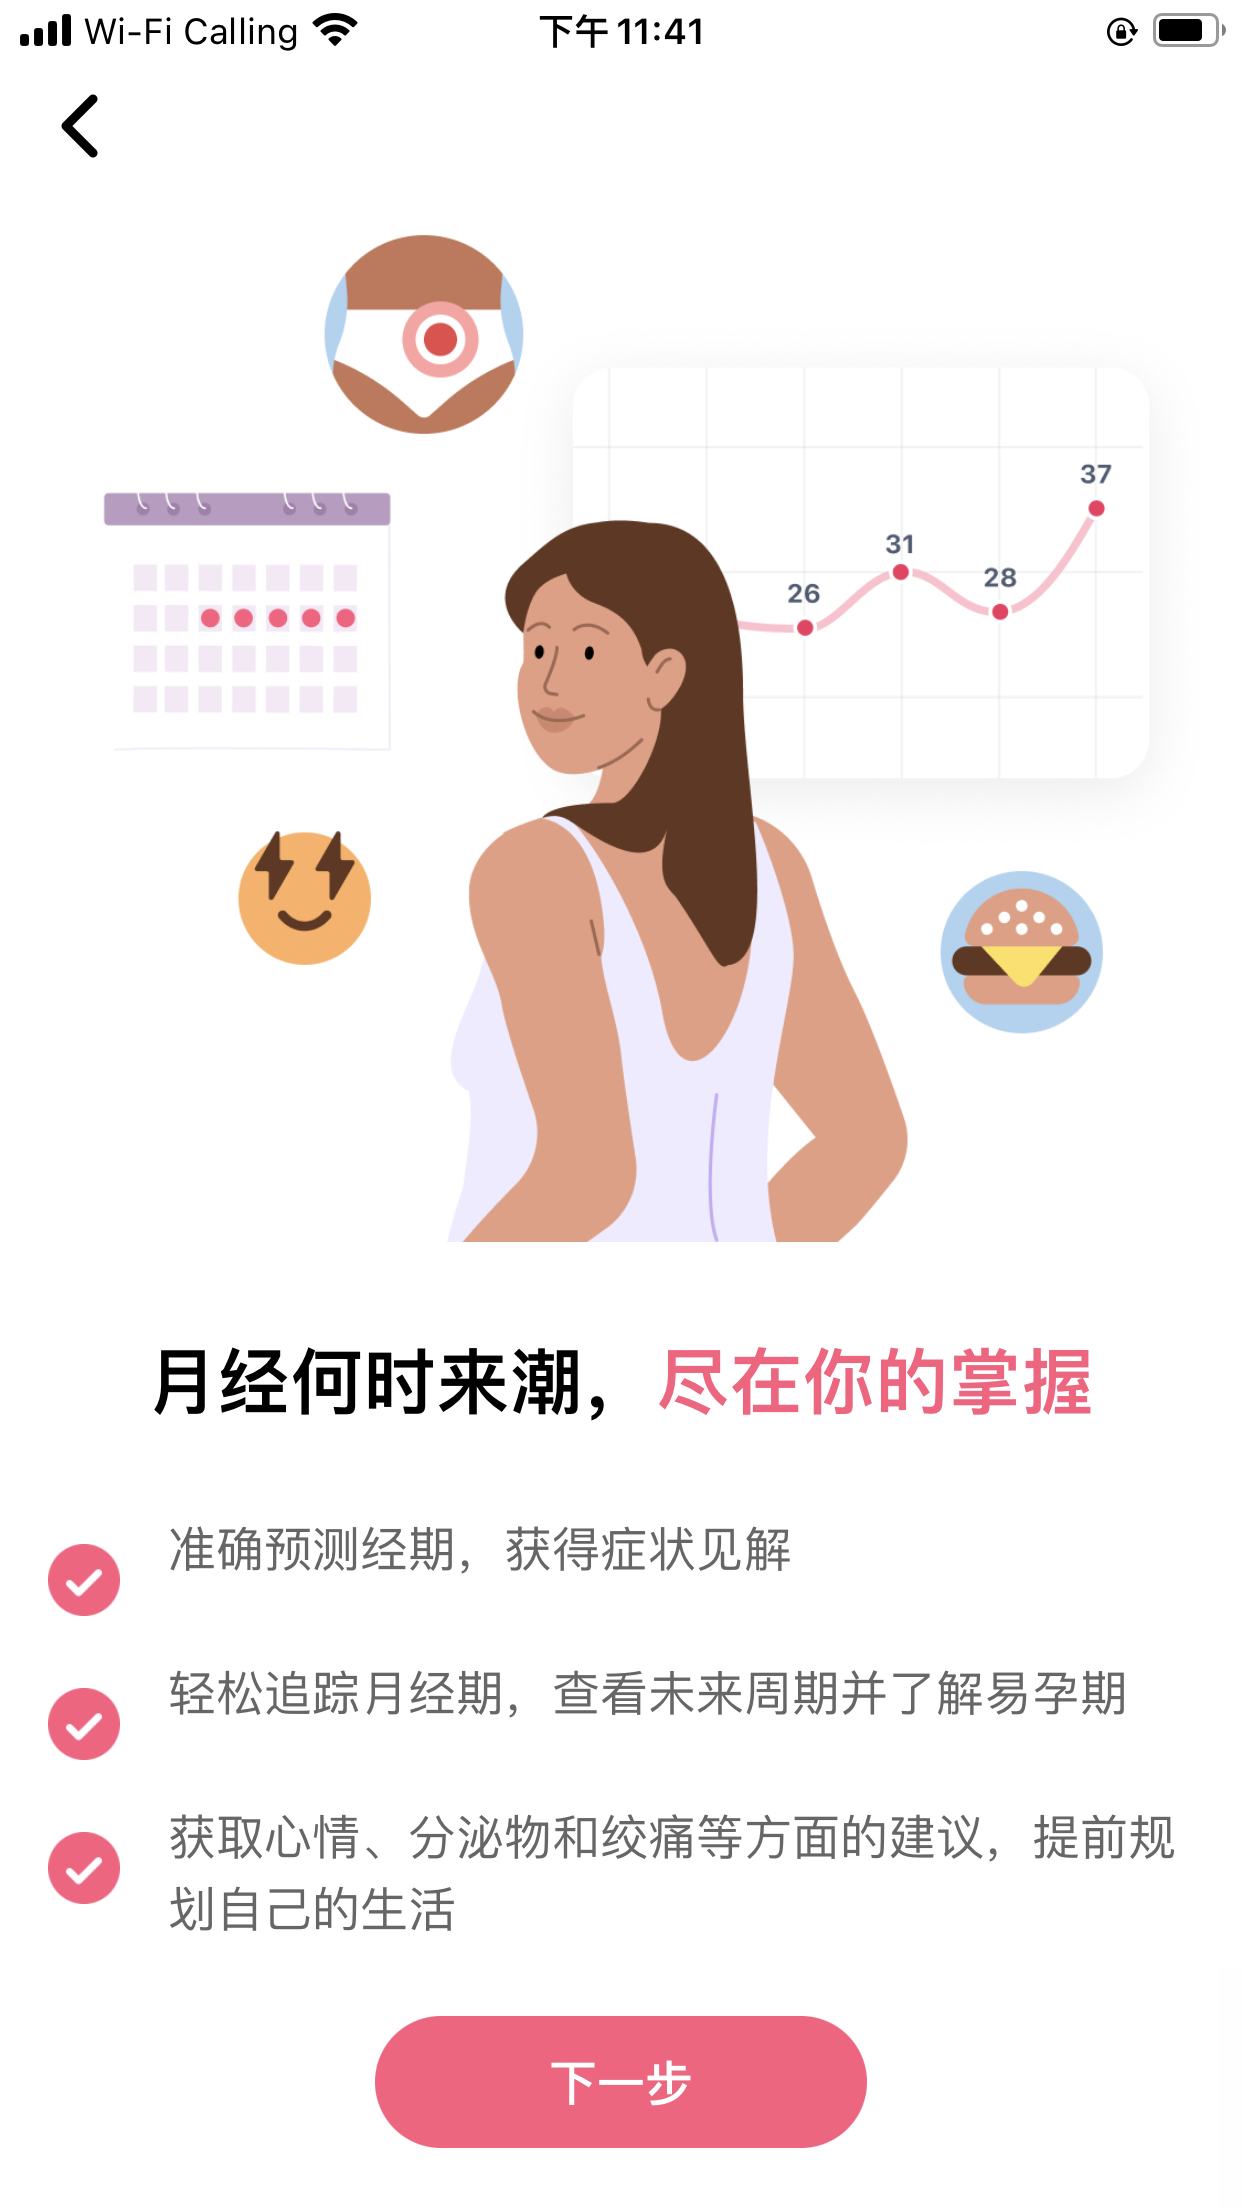 Wi-Fi Calling 下午 11:41
37
31
28
26
月经何时来潮，尽在你的掌握
准确预测经期，获得症状见解
轻松追踪月经期，查看未来周期并了解易孕期
获取心情、分泌物和绞痛等方面的建议，提前规
划自己的生活
下一步